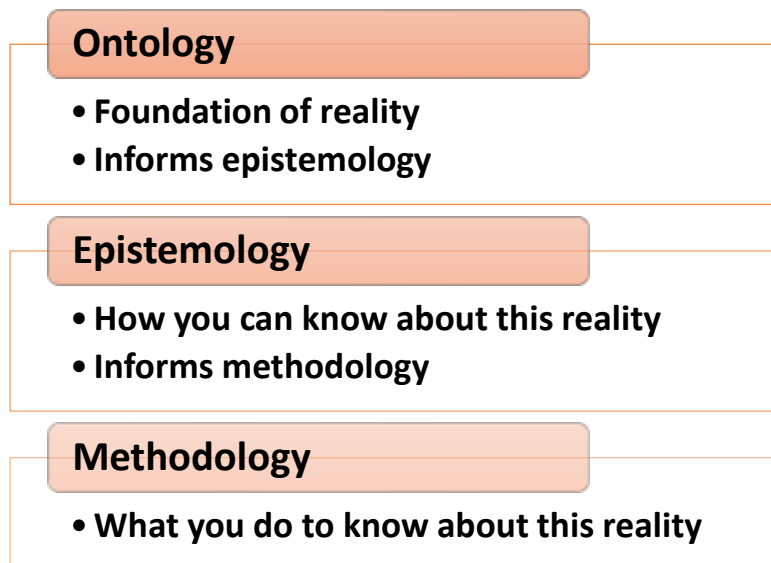 Ontology
• Foundation of reality
• Informs epistemology
Epistemology
• How you can know about this reality
• Informs methodology
Methodology
• What you do to know about this reality